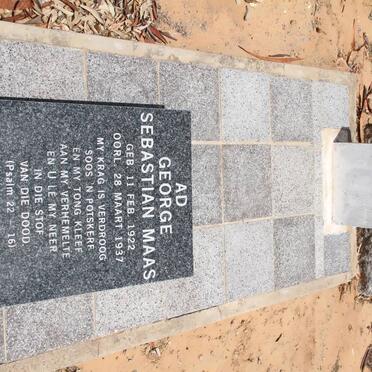 AD
GEORGE
SEBASTIAN MAAS
GEB. 11 FEB. 1922
OORL. 28 MAART 1937
MY KRAG IS VERDROOG
SOOS 'N POTSKERF
EN MY TONG KLEEF
AAN MY VERHEMELTE
EN U LÊ MY NEER
IN DIE STOF
VAN DIE DOOD.
(Psalm 22 16)